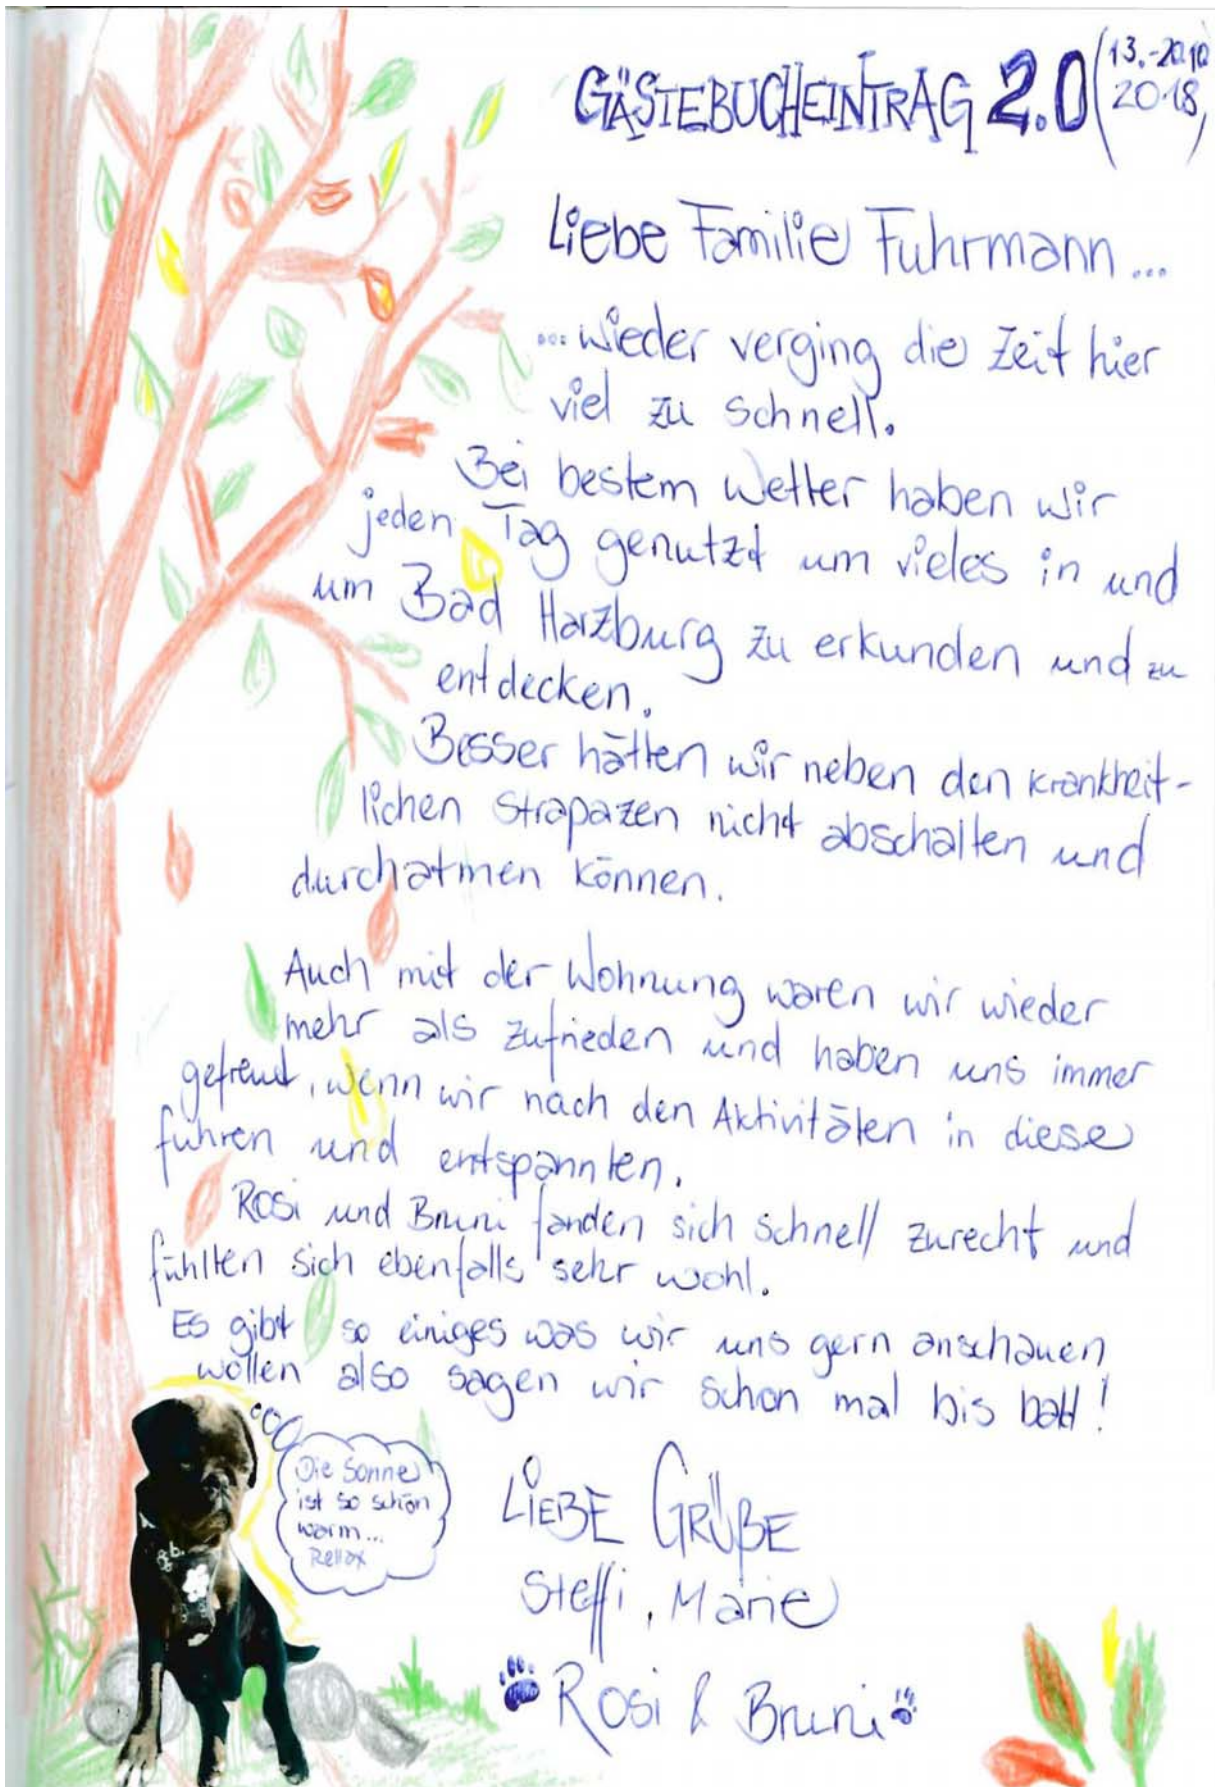 GÄSTEBUCHEINTRAG 2.0 (13.-20.10
2018)
Liebe Familie Fuhrmann...
... wieder verging die Zeit hier
viel zu schnell.
Bei bestem Wetter haben wir
jeden Tag genutzt um vieles in und
um Bad Harzburg zu erkunden und zu
entdecken.
Besser hätten wir neben den krankheit-
lichen Strapazen nicht abschalten und
durchatmen können.
Auch mit der Wohnung waren wir wieder
mehr als zufrieden und haben uns immer
gefreut, wenn wir nach den Aktivitäten in diese
fuhren und entspannten.
Rosi und Bruni fanden sich schnell zurecht und
fühlten sich ebenfalls sehr wohl.
Es gibt so einiges was wir uns gern anschauen
wollen also sagen wir schon mal bis bald!
Die Sonne
ist so schön
warm...
Relax
LIEBE GRÜßE
Steffi, Marie
Rosi & Bruni